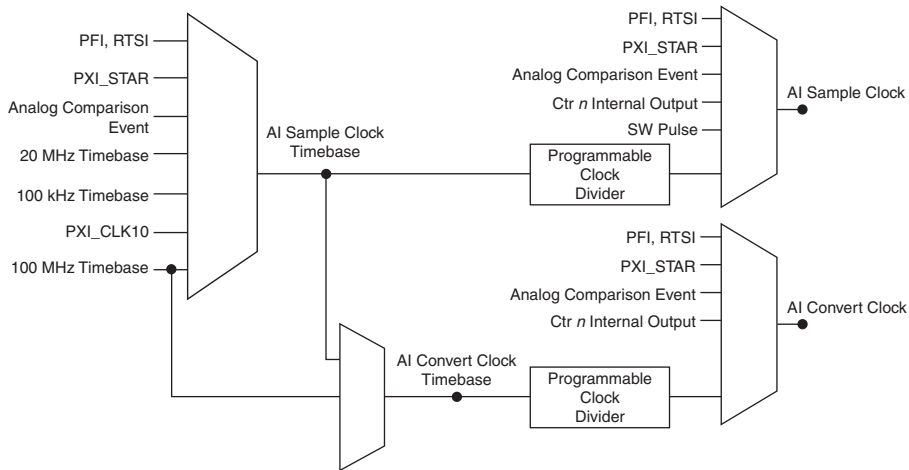 PFI, RTSI
PXI_STAR
Analog Comparison
Event
20 MHz Timebase
100 kHz Timebase
PXI_CLK10
100 MHz Timebase
AI Sample Clock
Timebase
PFI, RTSI
PXI_STAR
Analog Comparison Event
Ctr n Internal Output
SW Pulse
Programmable
Clock
Divider
AI Sample Clock
AI Convert Clock
Timebase
PFI, RTSI
PXI_STAR
Analog Comparison Event
Ctr n Internal Output
Programmable
Clock
Divider
AI Convert Clock